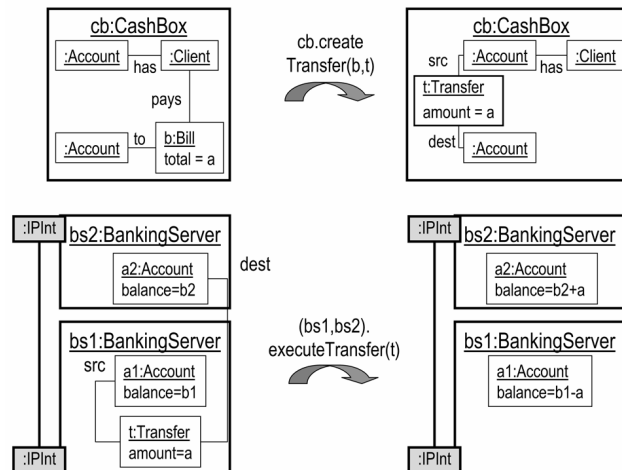 cb:CashBox
:Account
has
:Client
pays
:Account
to
b:Bill
total = a
cb.create
Transfer(b,t)
cb:CashBox
src
:Account
has
:Client
t:Transfer
amount = a
dest
:Account
:IPInt
bs2:BankingServer
a2:Account
balance=b2
dest
bs1:BankingServer
src
a1:Account
balance=b1
t:Transfer
amount=a
:IPInt
(bs1,bs2).
executeTransfer(t)
:IPInt
bs2:BankingServer
a2:Account
balance=b2+a
bs1:BankingServer
a1:Account
balance=b1-a
:IPInt